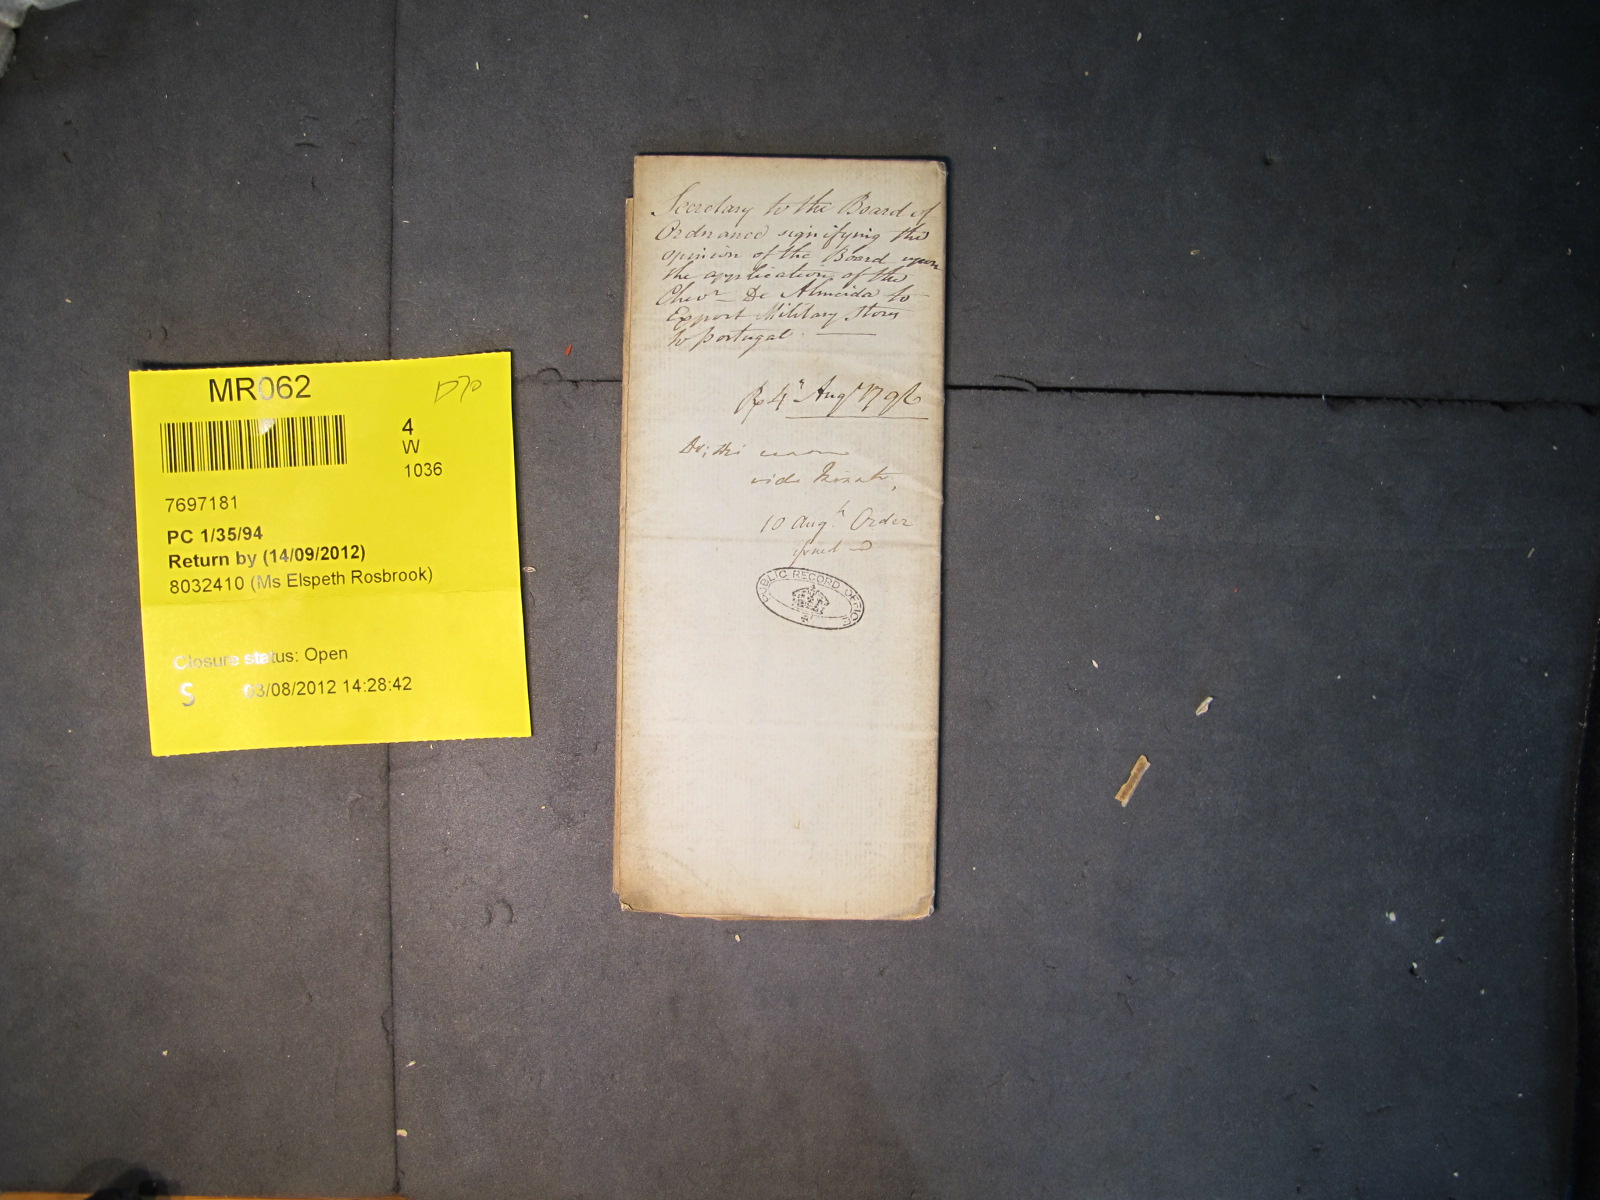 MR062
4
W
1036
7697181
PC 1/35/94
Return by (14/09/2012)
8032410 (Ms Elspeth Rosbrook)
Closure status: Open
S 03/08/2012 14:28:42
Secretary to the Board of
Ordnance signifying the
opinion of the Board upon
the application of the
Chevr De Almeida to
Export Military Stores
to Portugal.
Rx 4th Augt 1796
vide
10 Augt. Order
PUBLIC RECORD OFFICE